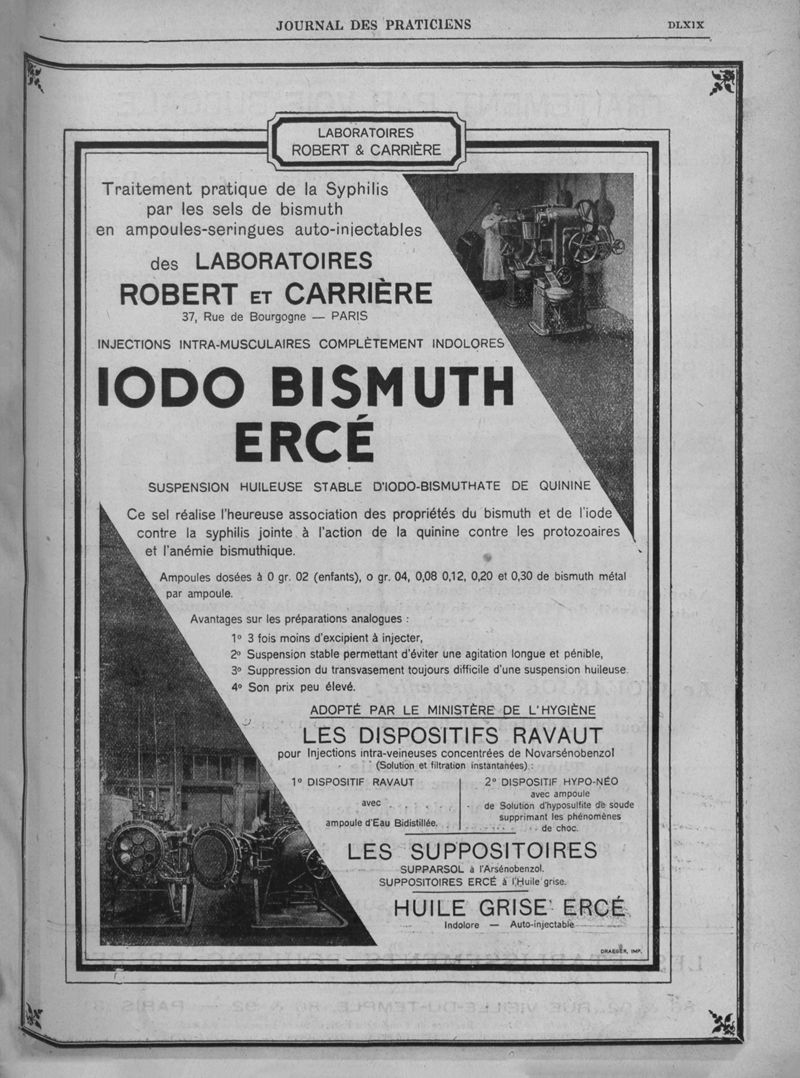 JOURNAL DES PRATICIENS
DLXIX
LABORATOIRES
ROBERT & CARRIÈRE
Traitement pratique de la Syphilis
par les sels de bismuth
en ampoules-seringues auto-injectables
des LABORATOIRES
ROBERT ET CARRIÈRE
37, Rue de Bourgogne — PARIS
INJECTIONS INTRA-MUSCULAIRES COMPLÈTEMENT INDOLORES
IODO BISMUTH
ERCÉ
SUSPENSION HUILEUSE STABLE D'IODO-BISMUTHATE DE QUININE
Ce sel réalise l'heureuse association des propriétés du bismuth et de l'iode
contre la syphilis jointe à l'action de la quinine contre les protozoaires
et l'anémie bismuthique.
Ampoules dosées à 0 gr. 02 (enfants), o gr. 04, 0,08 0,12, 0,20 et 0,30 de bismuth métal
par ampoule.
Avantages sur les préparations analogues :
1º 3 fois moins d'excipient à injecter,
2º Suspension stable permettant d'éviter une agitation longue et pénible,
3º Suppression du transvasement toujours difficile d'une suspension huileuse.
4º Son prix peu élevé.
ADOPTÉ PAR LE MINISTÈRE DE L'HYGIÈNE
LES DISPOSITIFS RAVAUT
pour Injections intra-veineuses concentrées de Novarsénobenzol
(Solution et filtration instantanées) :
1º DISPOSITIF RAVAUT
avec
ampoule d'Eau Bidistillée.
2º DISPOSITIF HYPO-NÉO
avec ampoule
de Solution d'hyposulfite de soude
supprimant les phénomènes
de choc.
LES SUPPOSITOIRES
SUPPARSOL à l'Arsénobenzol.
SUPPOSITOIRES ERCÉ à l'Huile grise.
HUILE GRISE ERCÉ
Indolore — Auto-injectable
DRAEGER, IMP.